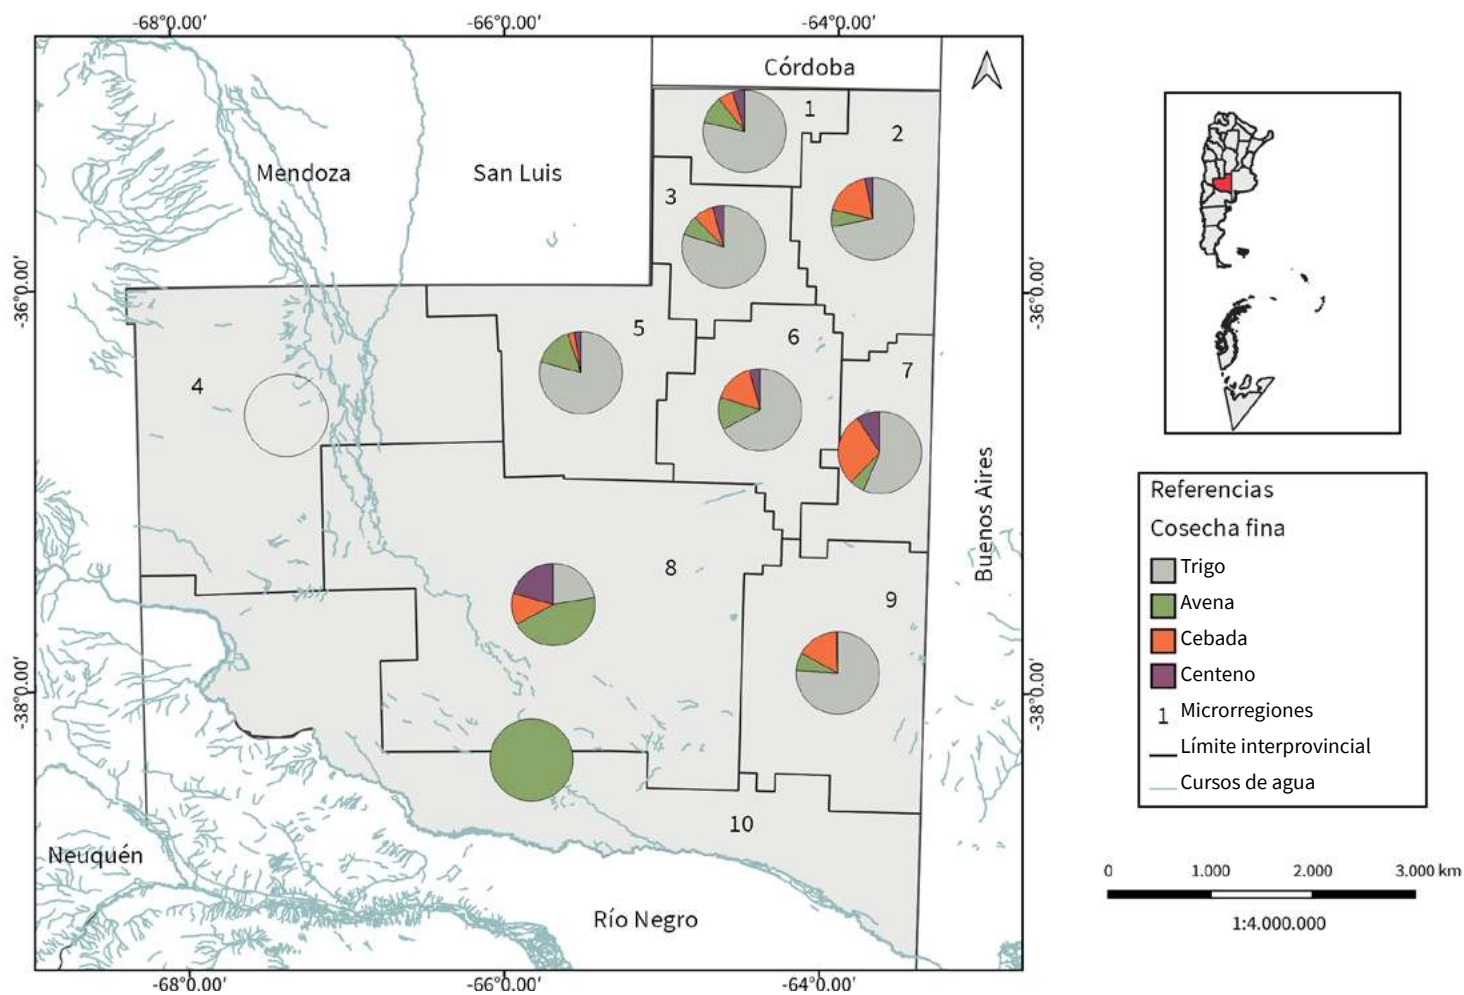 -68°0.00′
-66°0.00′
-64°0.00′
Córdoba
1
2
Mendoza
San Luis
3
-36°0.00′
-36°0.00′
5
6
4
7
Buenos Aires
8
9
-38°0.00′
-38°0.00′
10
Neuquén
Río Negro
-68°0.00′
-66°0.00′
-64°0.00′
Referencias
Cosecha fina
Trigo
Avena
Cebada
Centeno
1 Microrregiones
Límite interprovincial
Cursos de agua
0 1.000 2.000 3.000 km
1:4.000.000